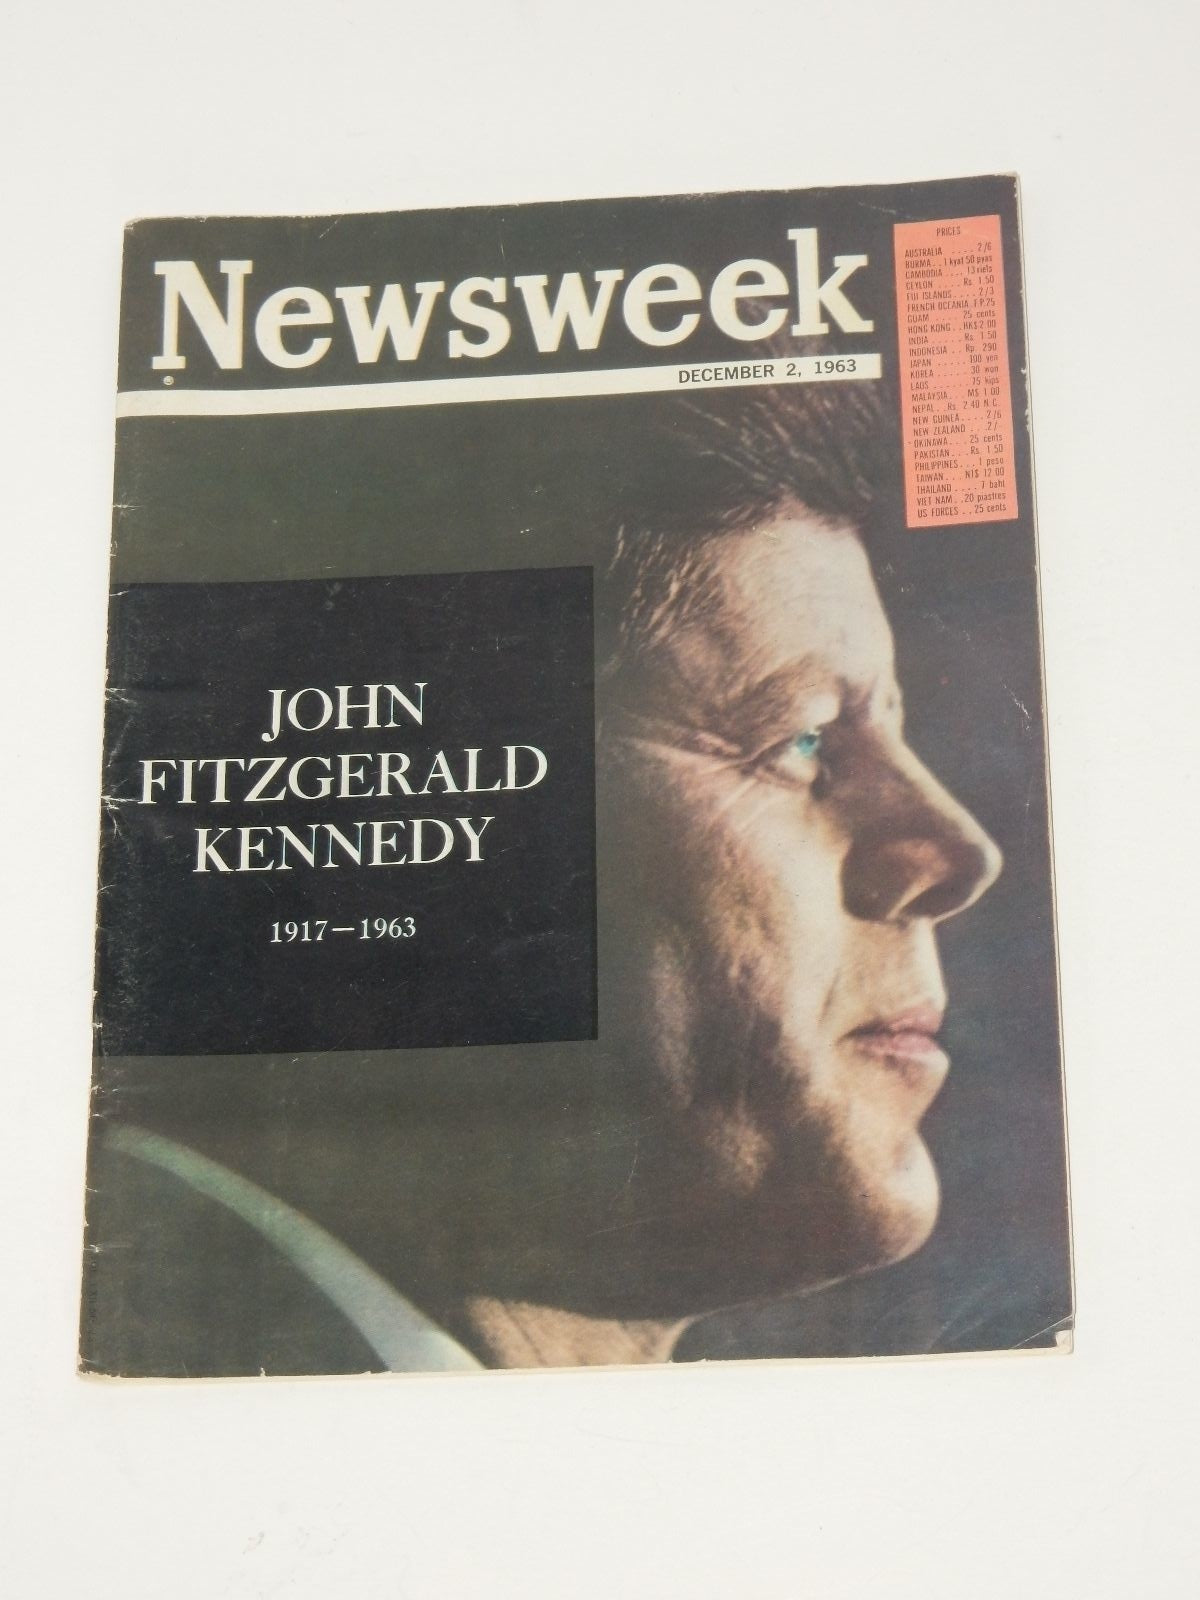 Newsweek
®
DECEMBER 2, 1963
PRICES
AUSTRALIA .... 2/6
BURMA .. 1 kyat 50 pyas
CAMBODIA .... 13 riels
CEYLON .... Rs. 1.50
FIJI ISLANDS .... 2/3
FRENCH OCEANIA F.P.25
GUAM .... 25 cents
HONG KONG .. HK$2.00
INDIA ..... Rs. 1.50
INDONESIA .. Rp. 290
JAPAN ..... 100 yen
KOREA ...... 30 won
LAOS ....... 75 kips
MALAYSIA ... M$ 1.00
NEPAL .. Rs. 2.40 N.C.
NEW GUINEA .... 2/6
NEW ZEALAND ... 2/-
OKINAWA ... 25 cents
PAKISTAN ... Rs. 1.50
PHILIPPINES ... 1 peso
TAIWAN ... NT$ 12.00
THAILAND .... 7 baht
VIET NAM .. 20 piastres
US FORCES .. 25 cents
JOHN
FITZGERALD
KENNEDY
1917—1963